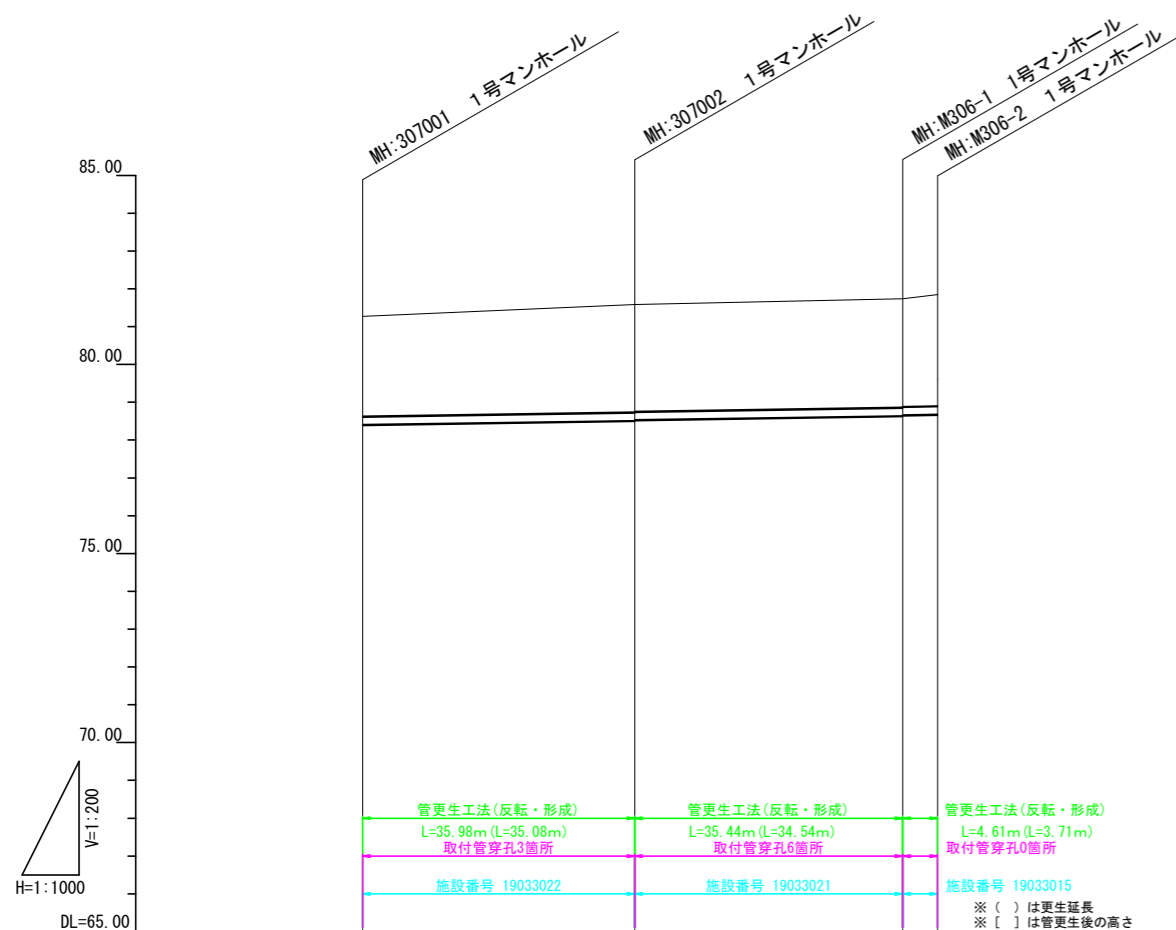 MH:307001 1号マンホール
MH:307002 1号マンホール
MH:M306-1 1号マンホール
MH:M306-2 1号マンホール
85.00
80.00
75.00
70.00
V=1:200
H=1:1000
DL=65.00
管更生工法(反転・形成)
管更生工法(反転・形成)
管更生工法(反転・形成)
L=35.98m(L=35.08m)
L=35.44m(L=34.54m)
L=4.61m(L=3.71m)
取付管穿孔3箇所
取付管穿孔6箇所
取付管穿孔0箇所
施設番号 19033022
施設番号 19033021
施設番号 19033015
※( )は更生延長
※[ ]は管更生後の高さ